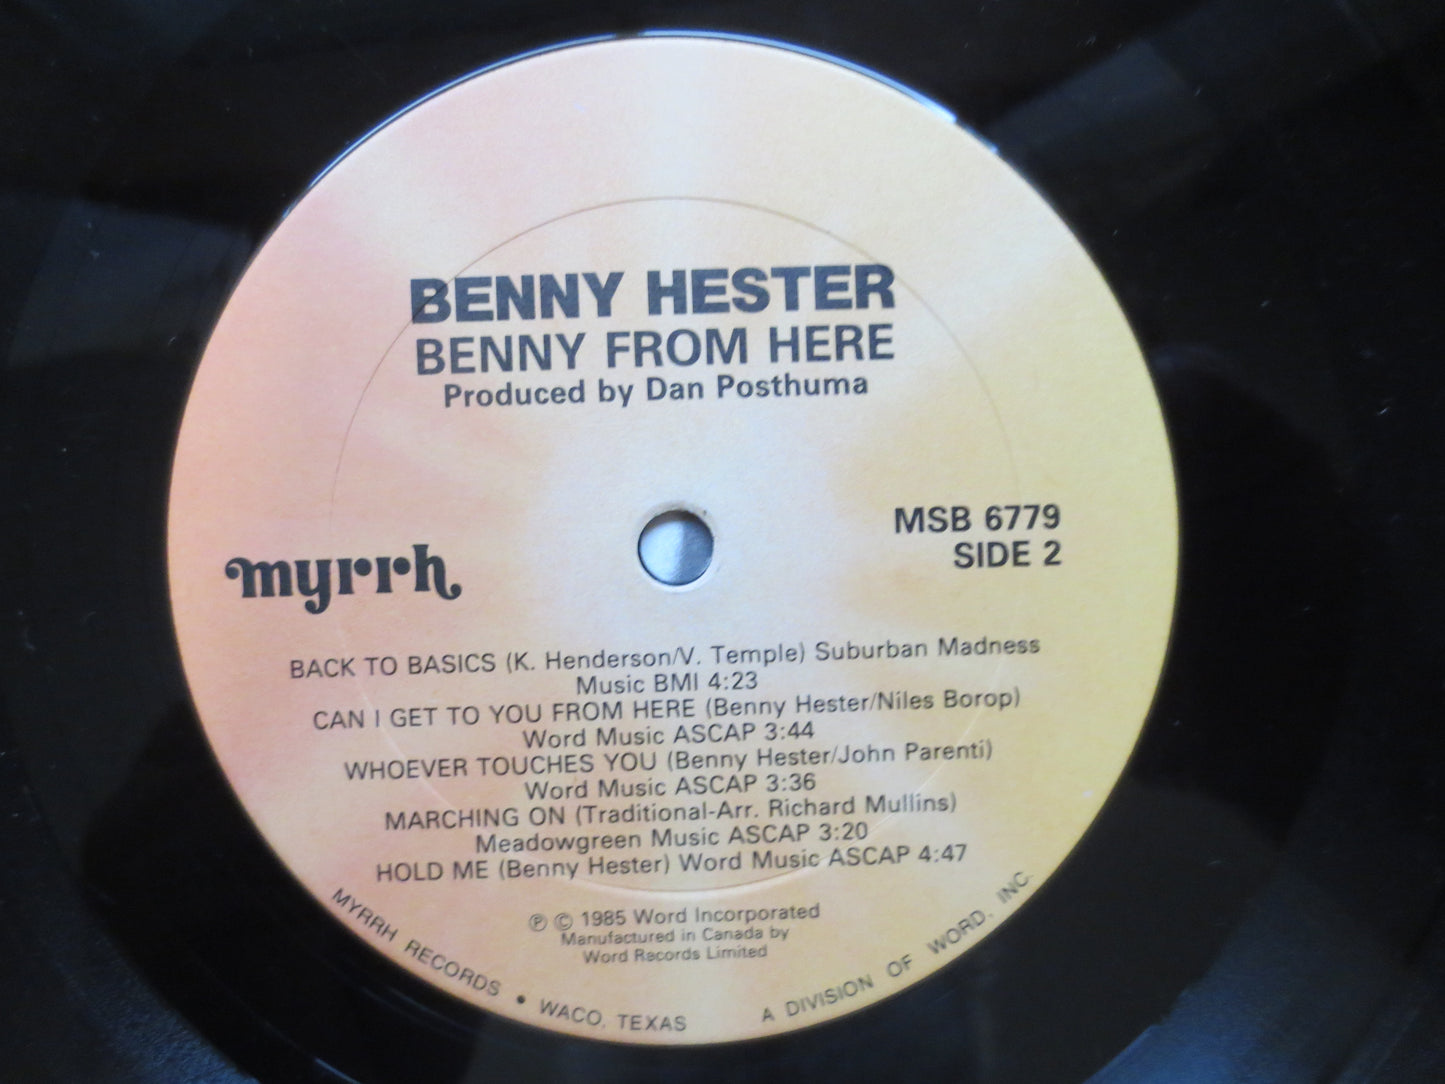 BENNY HESTER
BENNY FROM HERE
Produced by Dan Posthuma
MSB 6779
SIDE 2
myrrh
BACK TO BASICS (K. Henderson/V. Temple) Suburban Madness
Music BMI 4:23
CAN I GET TO YOU FROM HERE (Benny Hester/Niles Borop)
Word Music ASCAP 3:44
WHOEVER TOUCHES YOU (Benny Hester/John Parenti)
Word Music ASCAP 3:36
MARCHING ON (Traditional-Arr. Richard Mullins)
Meadowgreen Music ASCAP 3:20
HOLD ME (Benny Hester) Word Music ASCAP 4:47
℗ © 1985 Word Incorporated
Manufactured in Canada by
Word Records Limited
MYRRH RECORDS • WACO, TEXAS
A DIVISION OF WORD, INC.